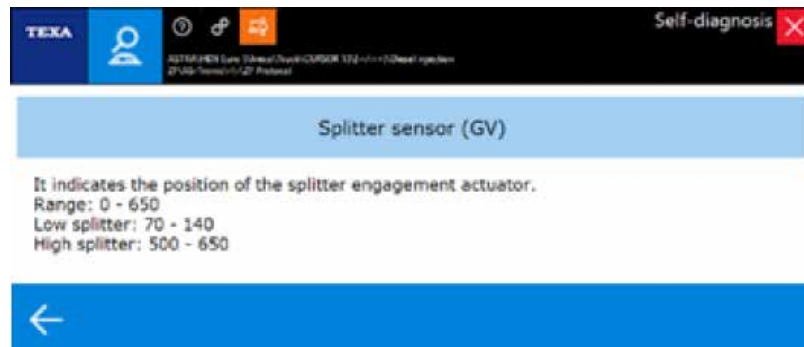 TEXA
Self-diagnosis
Splitter sensor (GV)
It indicates the position of the splitter engagement actuator.
Range: 0 - 650
Low splitter: 70 - 140
High splitter: 500 - 650